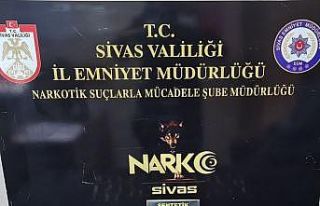 T.C.
SİVAS VALİLİĞİ
İL EMNİYET MÜDÜRLÜĞÜ
NARKOTİK SUÇLARLA MÜCADELE ŞUBE MÜDÜRLÜĞÜ
NARKO
sivas
SENTETİK